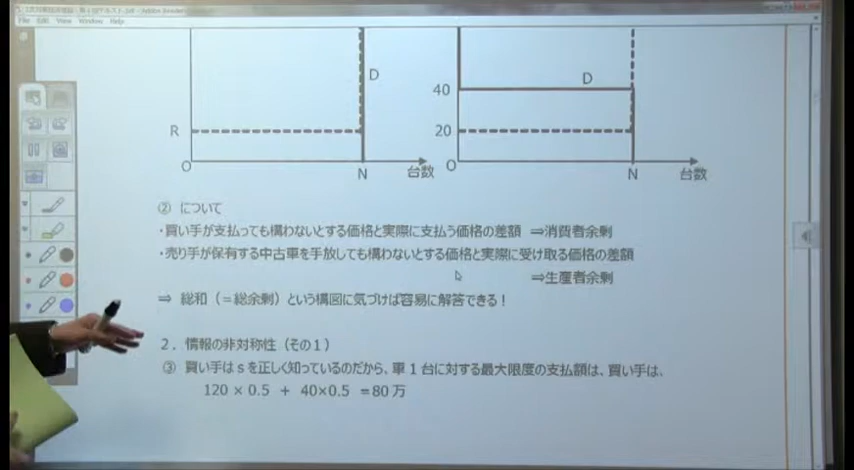 File Edit View Window Help
D
D
40
R
20
O
N
台数
O
N
台数
② について
・買い手が支払っても構わないとする価格と実際に支払う価格の差額 ⇒消費者余剰
・売り手が保有する中古車を手放しても構わないとする価格と実際に受け取る価格の差額
⇒生産者余剰
⇒ 総和（＝総余剰）という構図に気づけば容易に解答できる！
２．情報の非対称性（その１）
③ 買い手はｓを正しく知っているのだから、車１台に対する最大限度の支払額は、買い手は、
120 × 0.5 + 40×0.5 ＝80 万